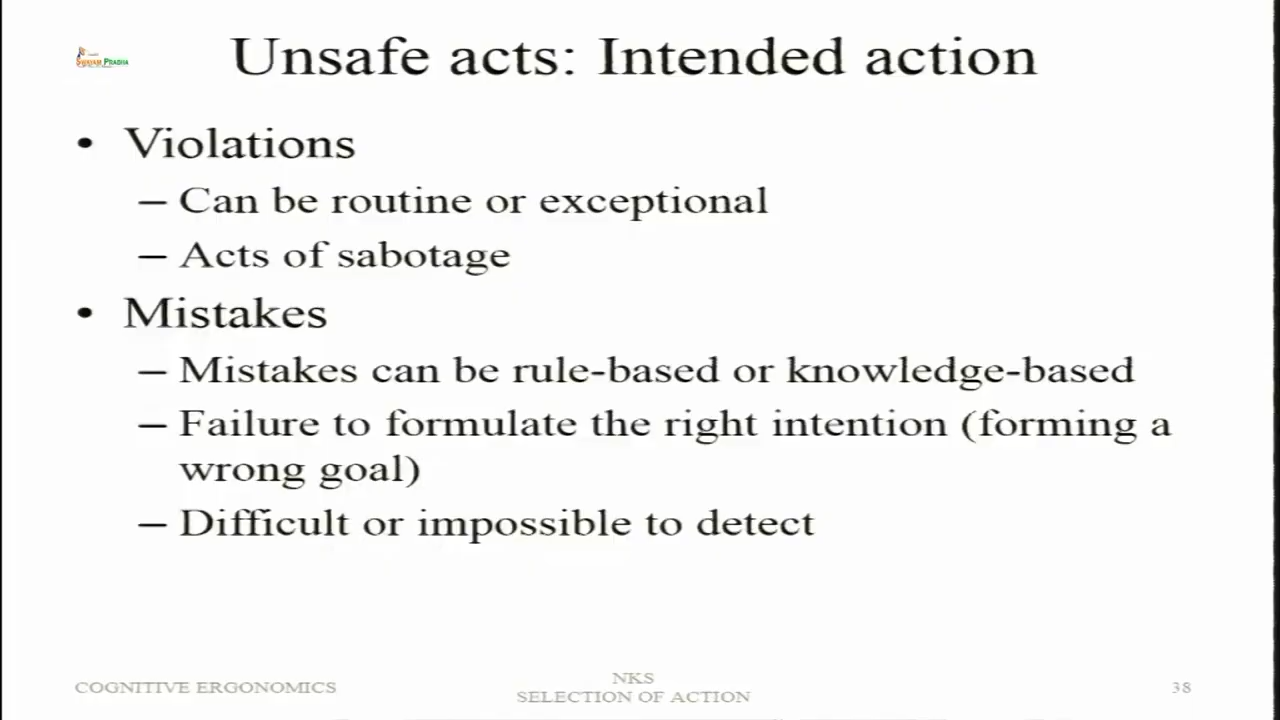 Unsafe acts: Intended action
SWAYAM PRABHA
• Violations
– Can be routine or exceptional
– Acts of sabotage
• Mistakes
– Mistakes can be rule-based or knowledge-based
– Failure to formulate the right intention (forming a
wrong goal)
– Difficult or impossible to detect
COGNITIVE ERGONOMICS
NKS
SELECTION OF ACTION
38